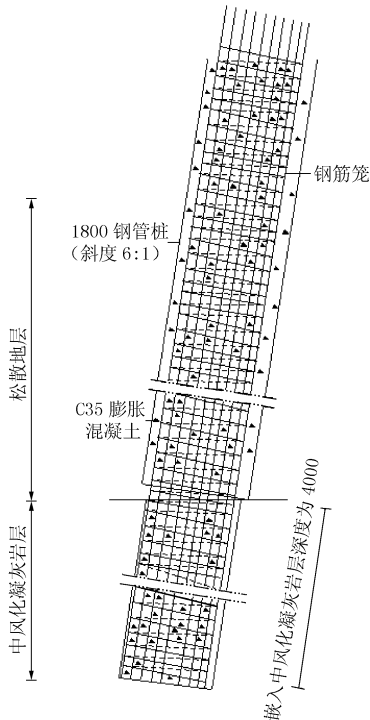 钢筋笼
1800 钢管桩
(斜度 6:1)
松散地层
C35 膨胀
混凝土
中风化凝灰岩层
嵌入中风化凝灰岩层深度为 4000